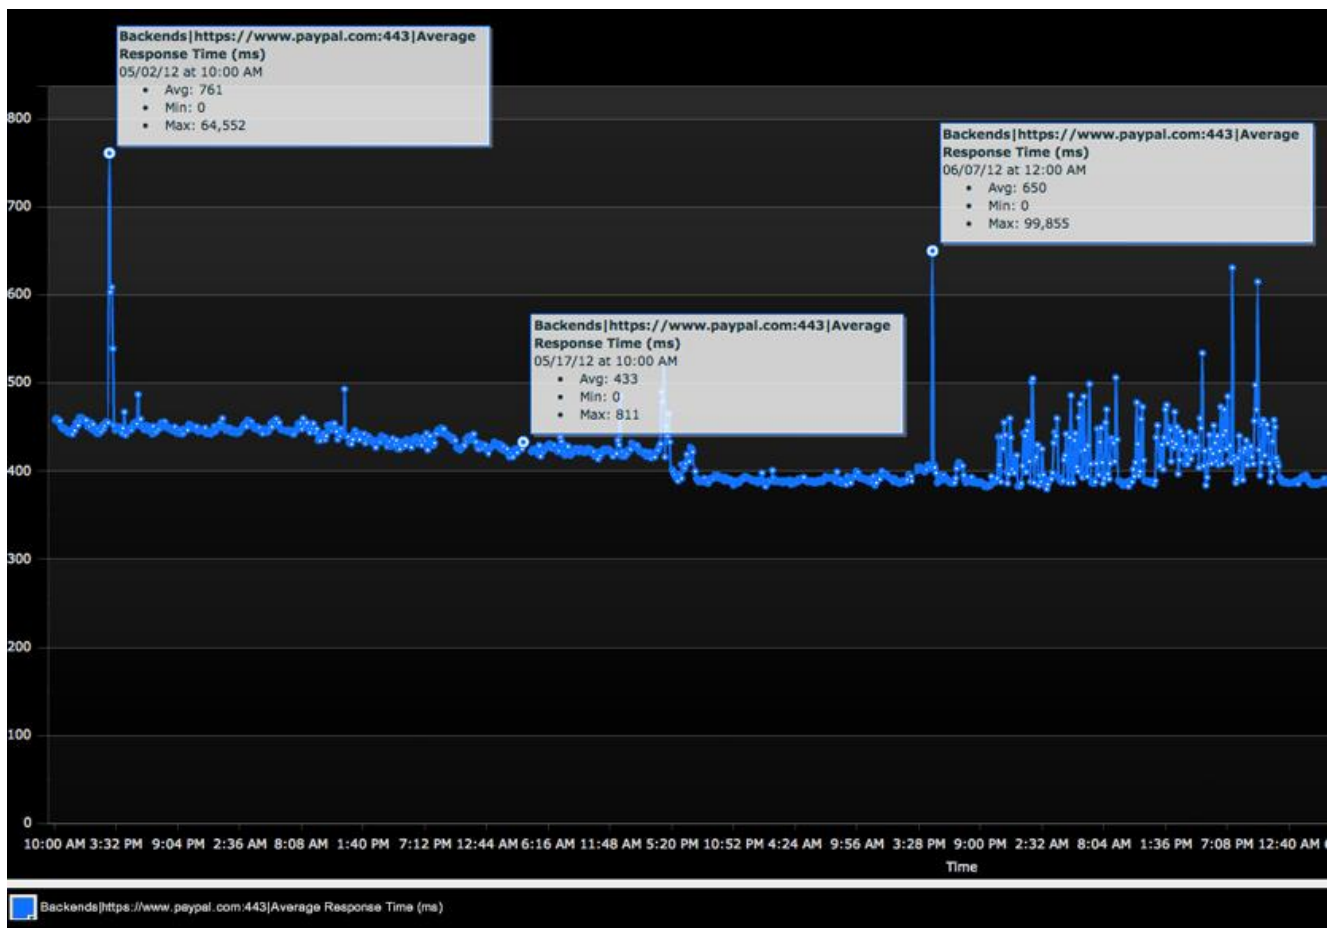 Backends|https://www.paypal.com:443|Average
Response Time (ms)
05/02/12 at 10:00 AM
• Avg: 761
• Min: 0
• Max: 64,552
Backends|https://www.paypal.com:443|Average
Response Time (ms)
06/07/12 at 12:00 AM
• Avg: 650
• Min: 0
• Max: 99,855
Backends|https://www.paypal.com:443|Average
Response Time (ms)
05/17/12 at 10:00 AM
• Avg: 433
• Min: 0
• Max: 811
800
700
600
500
400
300
200
100
0
10:00 AM 3:32 PM 9:04 PM 2:36 AM 8:08 AM 1:40 PM 7:12 PM 12:44 AM 6:16 AM 11:48 AM 5:20 PM 10:52 PM 4:24 AM 9:56 AM 3:28 PM 9:00 PM 2:32 AM 8:04 AM 1:36 PM 7:08 PM 12:40 AM
Time
Backends|https://www.paypal.com:443|Average Response Time (ms)